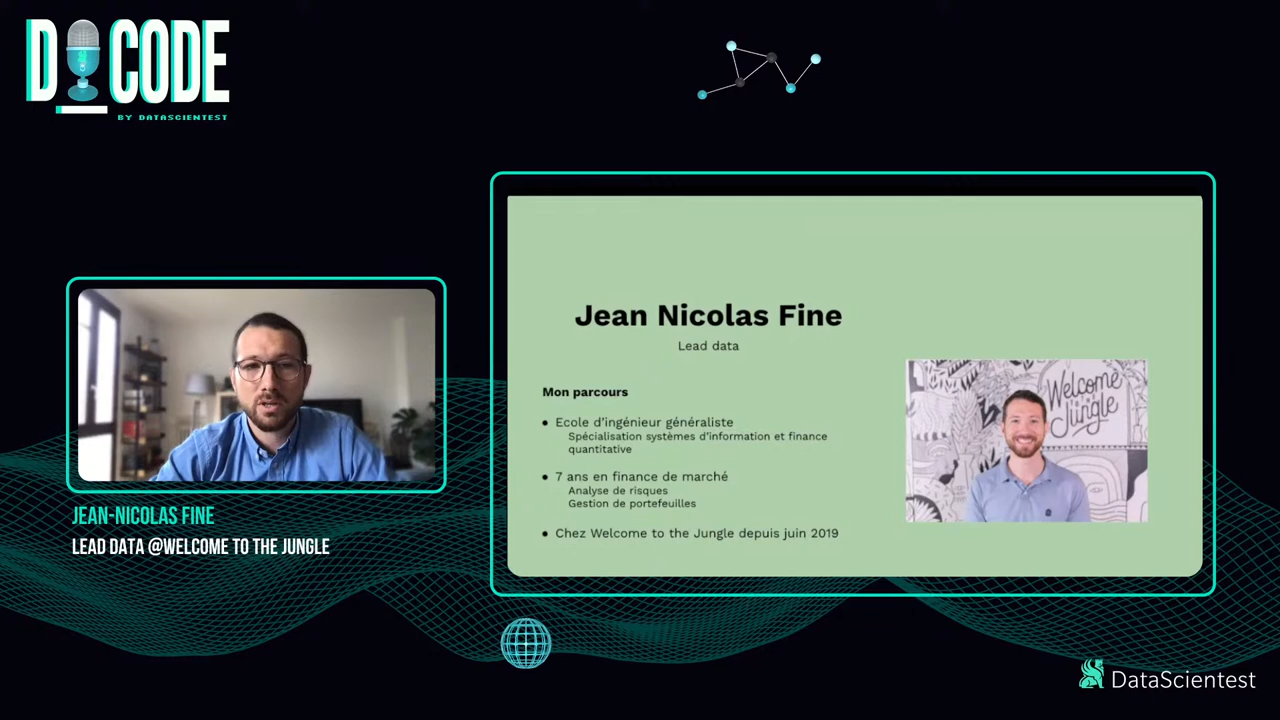 D_CODE
BY DATASCIENTEST
JEAN-NICOLAS FINE
LEAD DATA @WELCOME TO THE JUNGLE
Jean Nicolas Fine
Lead data
Mon parcours
● Ecole d'ingénieur généraliste
Spécialisation systèmes d'information et finance
quantitative
● 7 ans en finance de marché
Analyse de risques
Gestion de portefeuilles
● Chez Welcome to the Jungle depuis juin 2019
Welcome
to the
Jungle
DataScientest